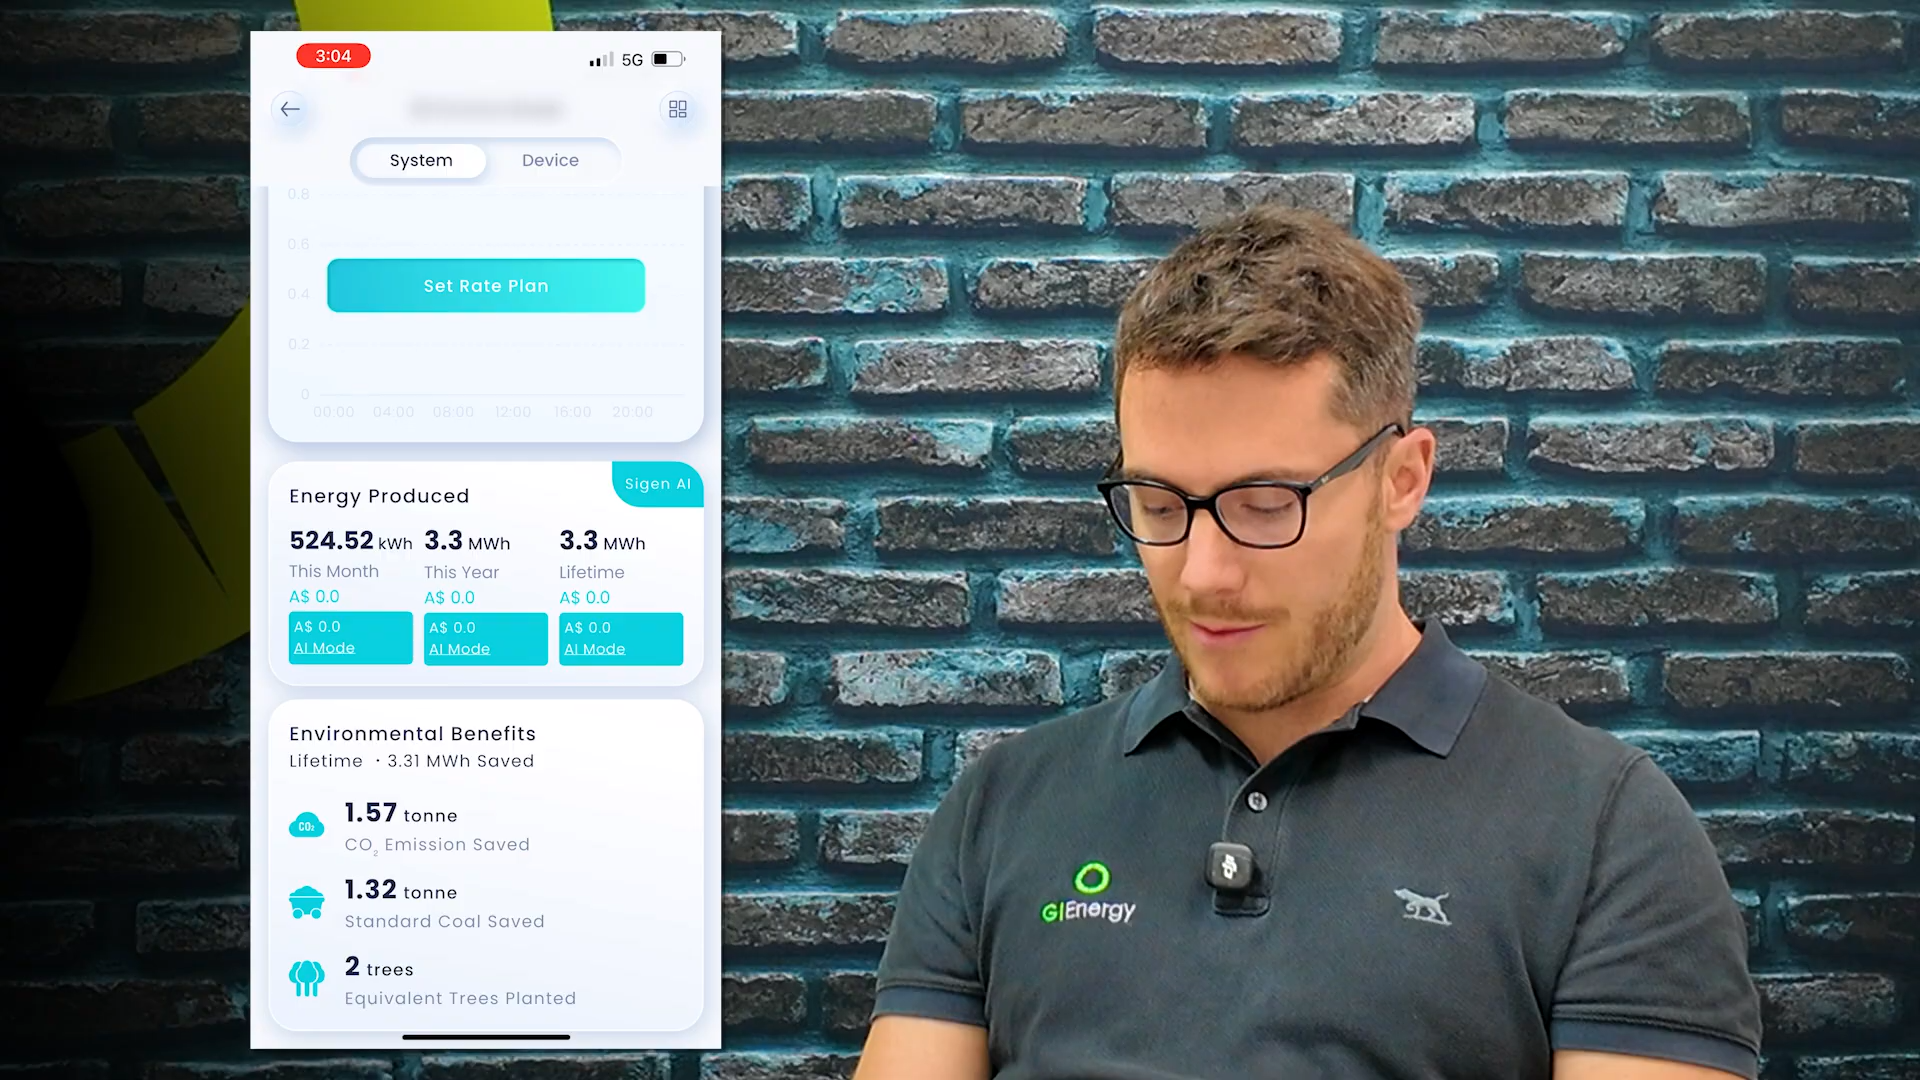 3:04
5G
System
Device
0.8
0.6
Set Rate Plan
0.4
0.2
0
00:00 04:00 08:00 12:00 16:00 20:00
Sigen AI
Energy Produced
524.52 kWh
3.3 MWh
3.3 MWh
This Month
This Year
Lifetime
A$ 0.0
A$ 0.0
A$ 0.0
A$ 0.0
A$ 0.0
A$ 0.0
AI Mode
AI Mode
AI Mode
Environmental Benefits
Lifetime · 3.31 MWh Saved
CO₂
1.57 tonne
CO₂ Emission Saved
1.32 tonne
Standard Coal Saved
2 trees
Equivalent Trees Planted
GIEnergy